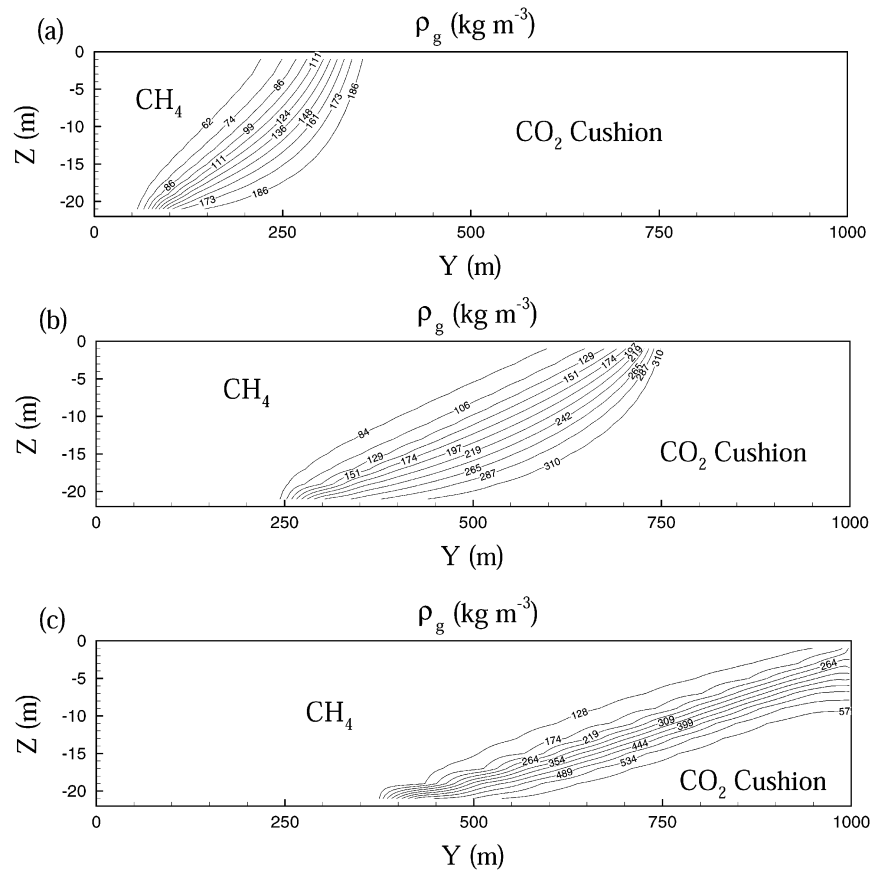 (a)
ρg (kg m-3)
0
-5
-10
-15
-20
Z (m)
CH4
CO2 Cushion
62
74
86
99
111
124
136
148
161
173
186
111
86
173
186
0 250 500 750 1000
Y (m)
(b)
ρg (kg m-3)
0
-5
-10
-15
-20
Z (m)
CH4
CO2 Cushion
84
106
129
151
174
197
219
265
287
310
242
151
129
174
197
219
265
287
310
0 250 500 750 1000
Y (m)
(c)
ρg (kg m-3)
0
-5
-10
-15
-20
Z (m)
CH4
CO2 Cushion
128
174
219
264
309
399
264
354
444
489
534
57
0 250 500 750 1000
Y (m)